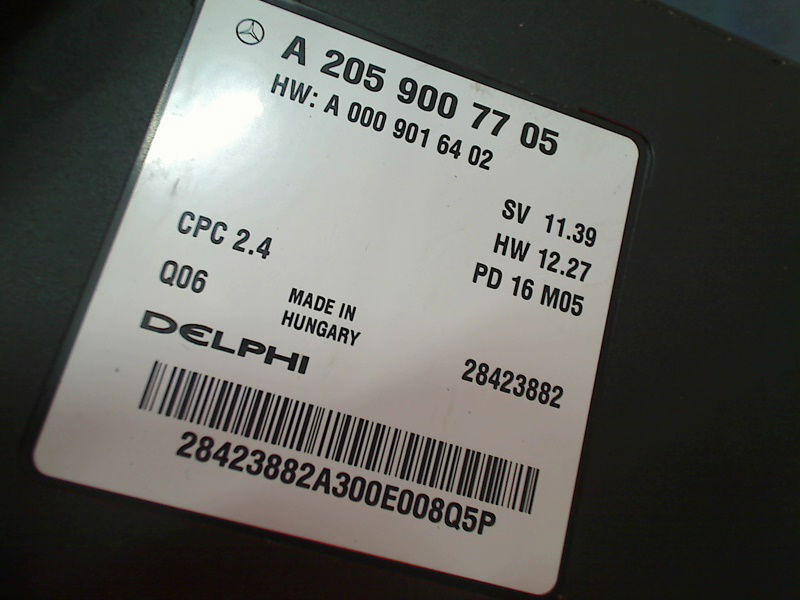 A 205 900 77 05
HW: A 000 901 64 02
SV 11.39
HW 12.27
PD 16 M05
CPC 2.4
Q06
MADE IN
HUNGARY
DELPHI
28423882
28423882A300E008Q5P